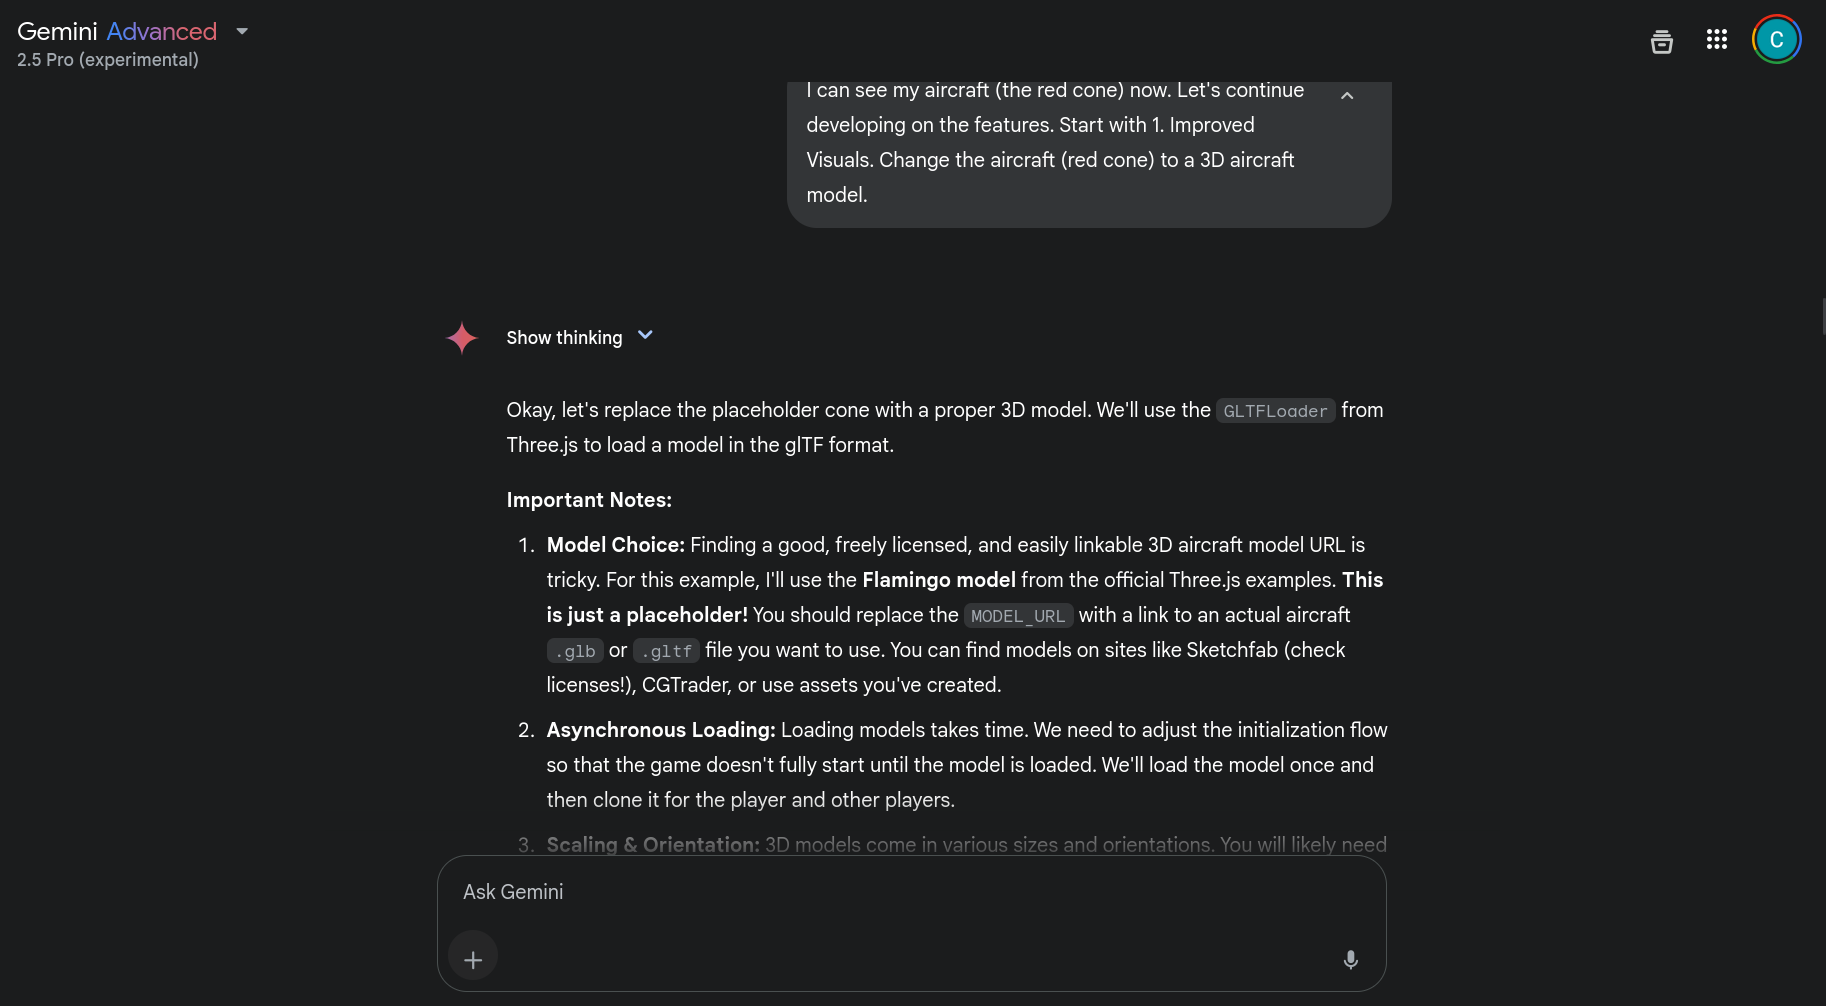 Gemini Advanced
2.5 Pro (experimental)
C
I can see my aircraft (the red cone) now. Let's continue
developing on the features. Start with 1. Improved
Visuals. Change the aircraft (red cone) to a 3D aircraft
model.
Show thinking
Okay, let's replace the placeholder cone with a proper 3D model. We'll use the GLTFLoader from
Three.js to load a model in the glTF format.
Important Notes:
1. Model Choice: Finding a good, freely licensed, and easily linkable 3D aircraft model URL is
tricky. For this example, I'll use the Flamingo model from the official Three.js examples. This
is just a placeholder! You should replace the MODEL_URL with a link to an actual aircraft
.glb or .gltf file you want to use. You can find models on sites like Sketchfab (check
licenses!), CGTrader, or use assets you've created.
2. Asynchronous Loading: Loading models takes time. We need to adjust the initialization flow
so that the game doesn't fully start until the model is loaded. We'll load the model once and
then clone it for the player and other players.
3. Scaling & Orientation: 3D models come in various sizes and orientations. You will likely need
Ask Gemini